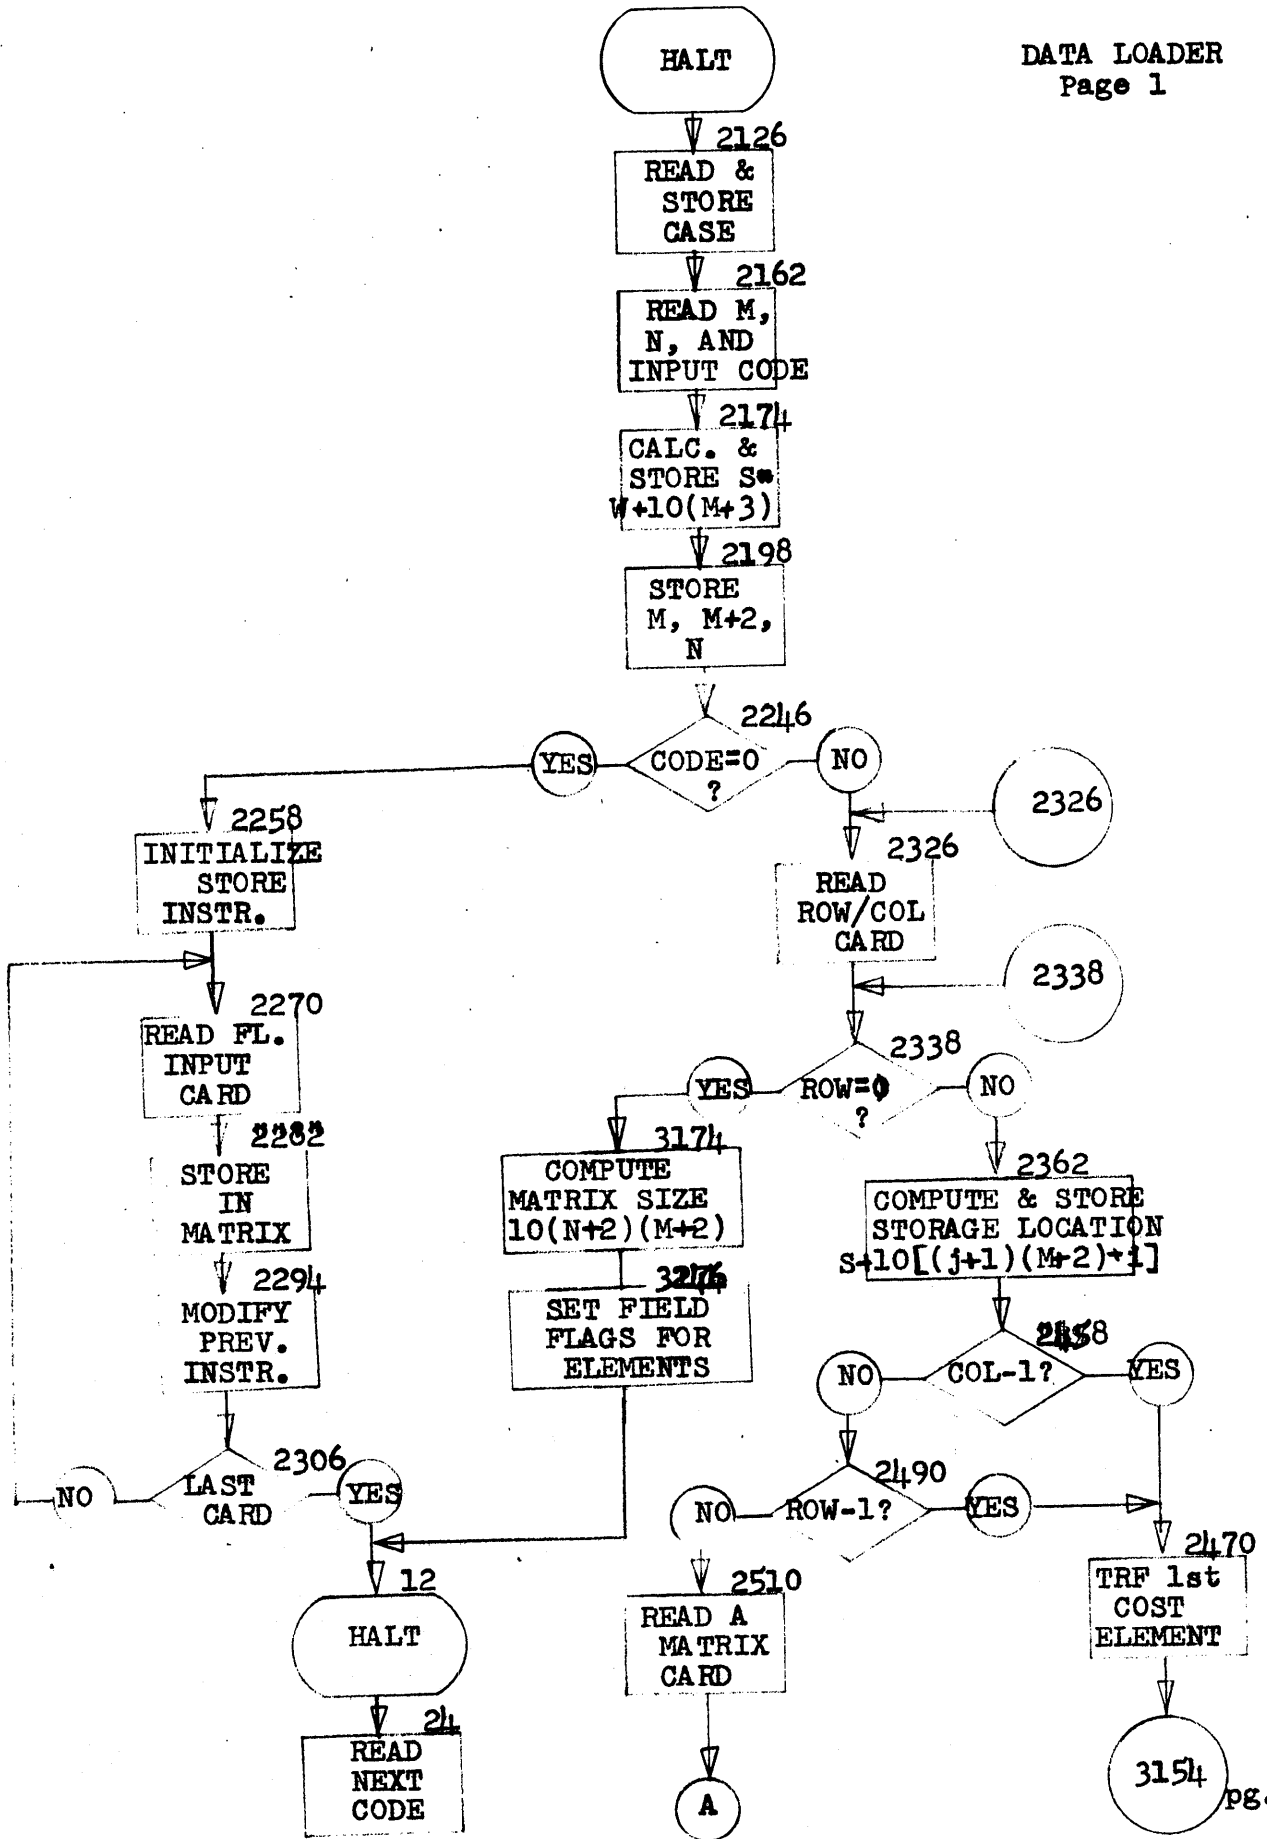 DATA LOADER
Page 1
HALT
2126
READ &
STORE
CASE
2162
READ M,
N, AND
INPUT CODE
2174
CALC. &
STORE S=
W+10(M+3)
2198
STORE
M, M+2,
N
2246
YES
CODE=0
?
NO
2326
2258
INITIALIZE
STORE
INSTR.
2326
READ
ROW/COL
CARD
2338
2270
READ FL.
INPUT
CARD
2338
YES
ROW=0
?
NO
2282
STORE
IN
MATRIX
3174
COMPUTE
MATRIX SIZE
10(N+2)(M+2)
2362
COMPUTE & STORE
STORAGE LOCATION
S+10[(j+1)(M+2)+i]
2294
MODIFY
PREV.
INSTR.
SET FIELD
FLAGS FOR
ELEMENTS
NO
COL-1?
YES
2306
NO
LAST
CARD
YES
2490
NO
ROW-1?
YES
2470
TRF 1st
COST
ELEMENT
12
HALT
2510
READ A
MATRIX
CARD
24
READ
NEXT
CODE
A
3154
pg.